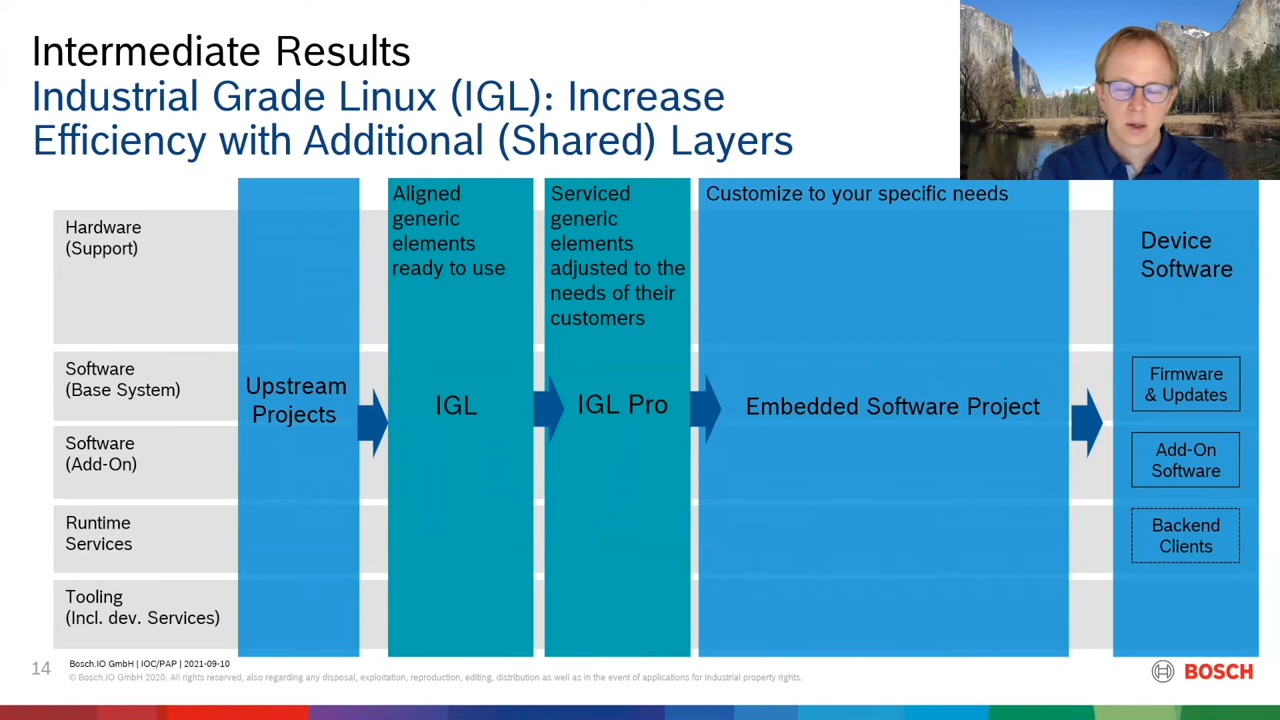 Intermediate Results
Industrial Grade Linux (IGL): Increase
Efficiency with Additional (Shared) Layers
Hardware
(Support)
Software
(Base System)
Software
(Add-On)
Runtime
Services
Tooling
(Incl. dev. Services)
Upstream
Projects
Aligned
generic
elements
ready to use
IGL
Serviced
generic
elements
adjusted to the
needs of their
customers
IGL Pro
Customize to your specific needs
Embedded Software Project
Device
Software
Firmware
& Updates
Add-On
Software
Backend
Clients
14
Bosch.IO GmbH | IOC/PAP | 2021-09-10
© Bosch.IO GmbH 2020. All rights reserved, also regarding any disposal, exploitation, reproduction, editing, distribution as well as in the event of applications for industrial property rights.
BOSCH